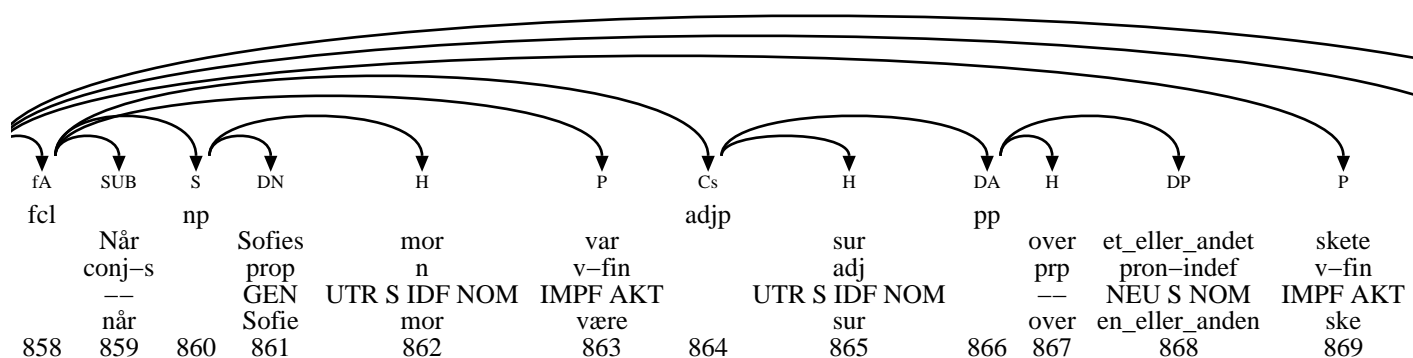 fA SUB S DN H P Cs H DA H DP P
fcl np adjp pp
Når Sofies mor var sur over et_eller_andet skete
conj−s prop n v−fin adj prp pron−indef v−fin
−− GEN UTR S IDF NOM IMPF AKT UTR S IDF NOM −− NEU S NOM IMPF AKT
når Sofie mor være sur over en_eller_anden ske
858 859 860 861 862 863 864 865 866 867 868 869